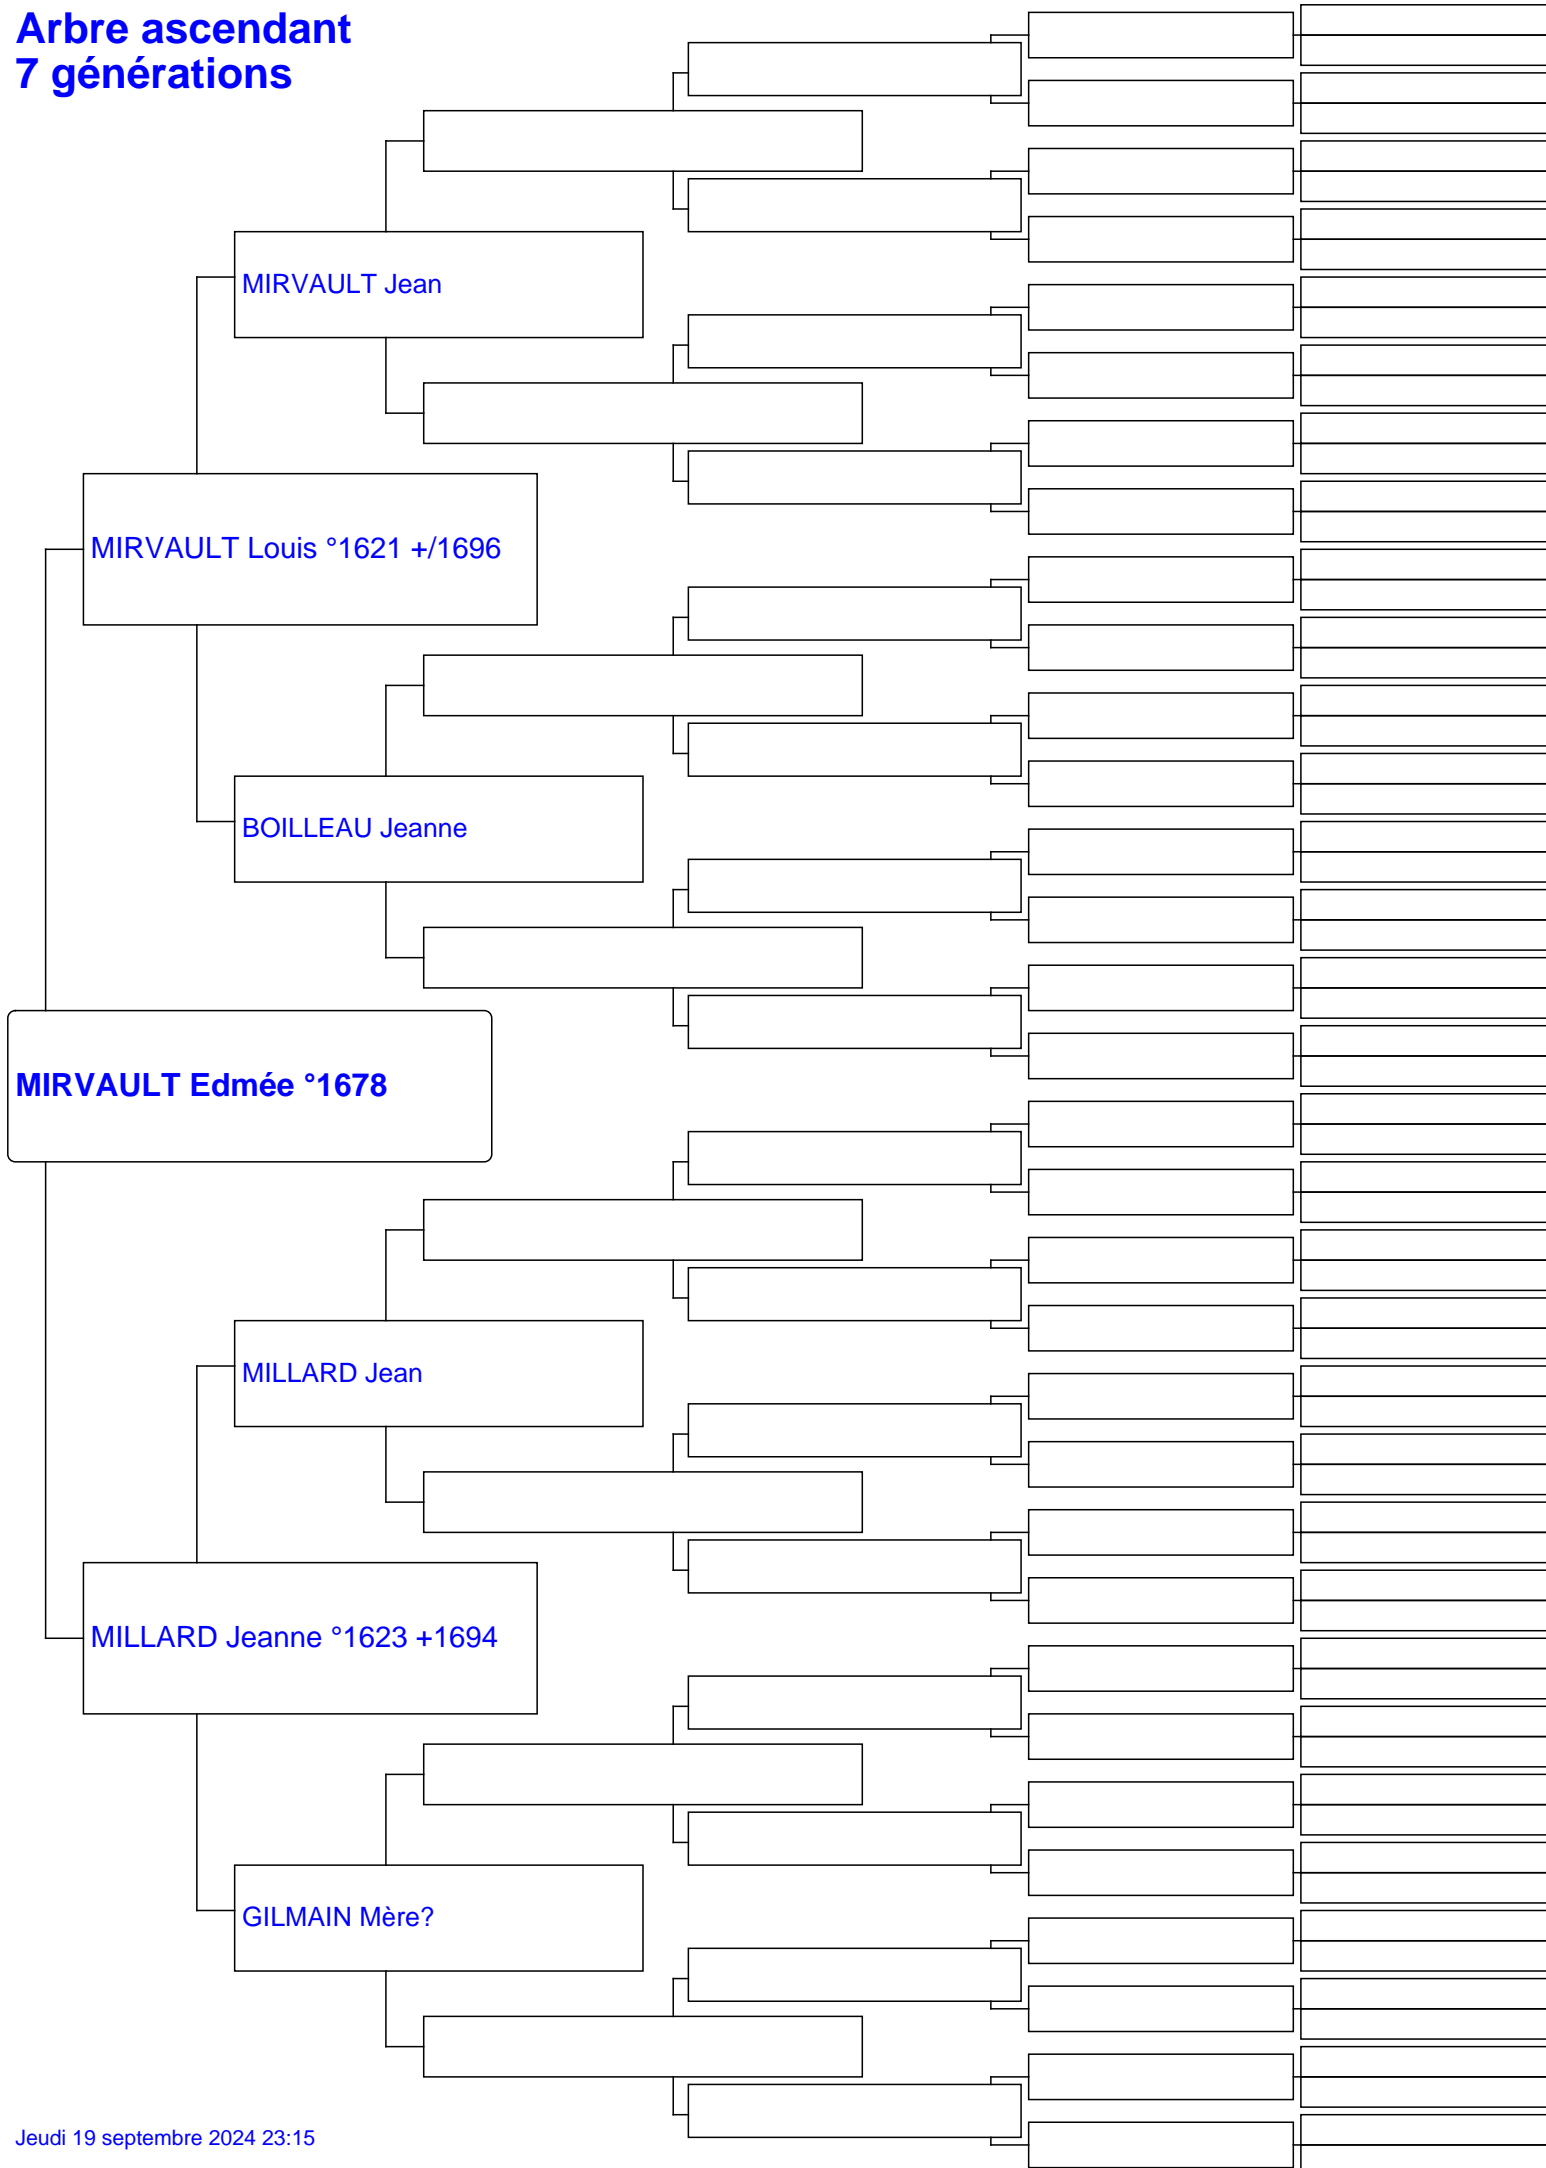 Arbre ascendant
7 générations
MIRVAULT Jean
MIRVAULT Louis °1621 +/1696
BOILLEAU Jeanne
MIRVAULT Edmée °1678
MILLARD Jean
MILLARD Jeanne °1623 +1694
GILMAIN Mère?
Jeudi 19 septembre 2024 23:15